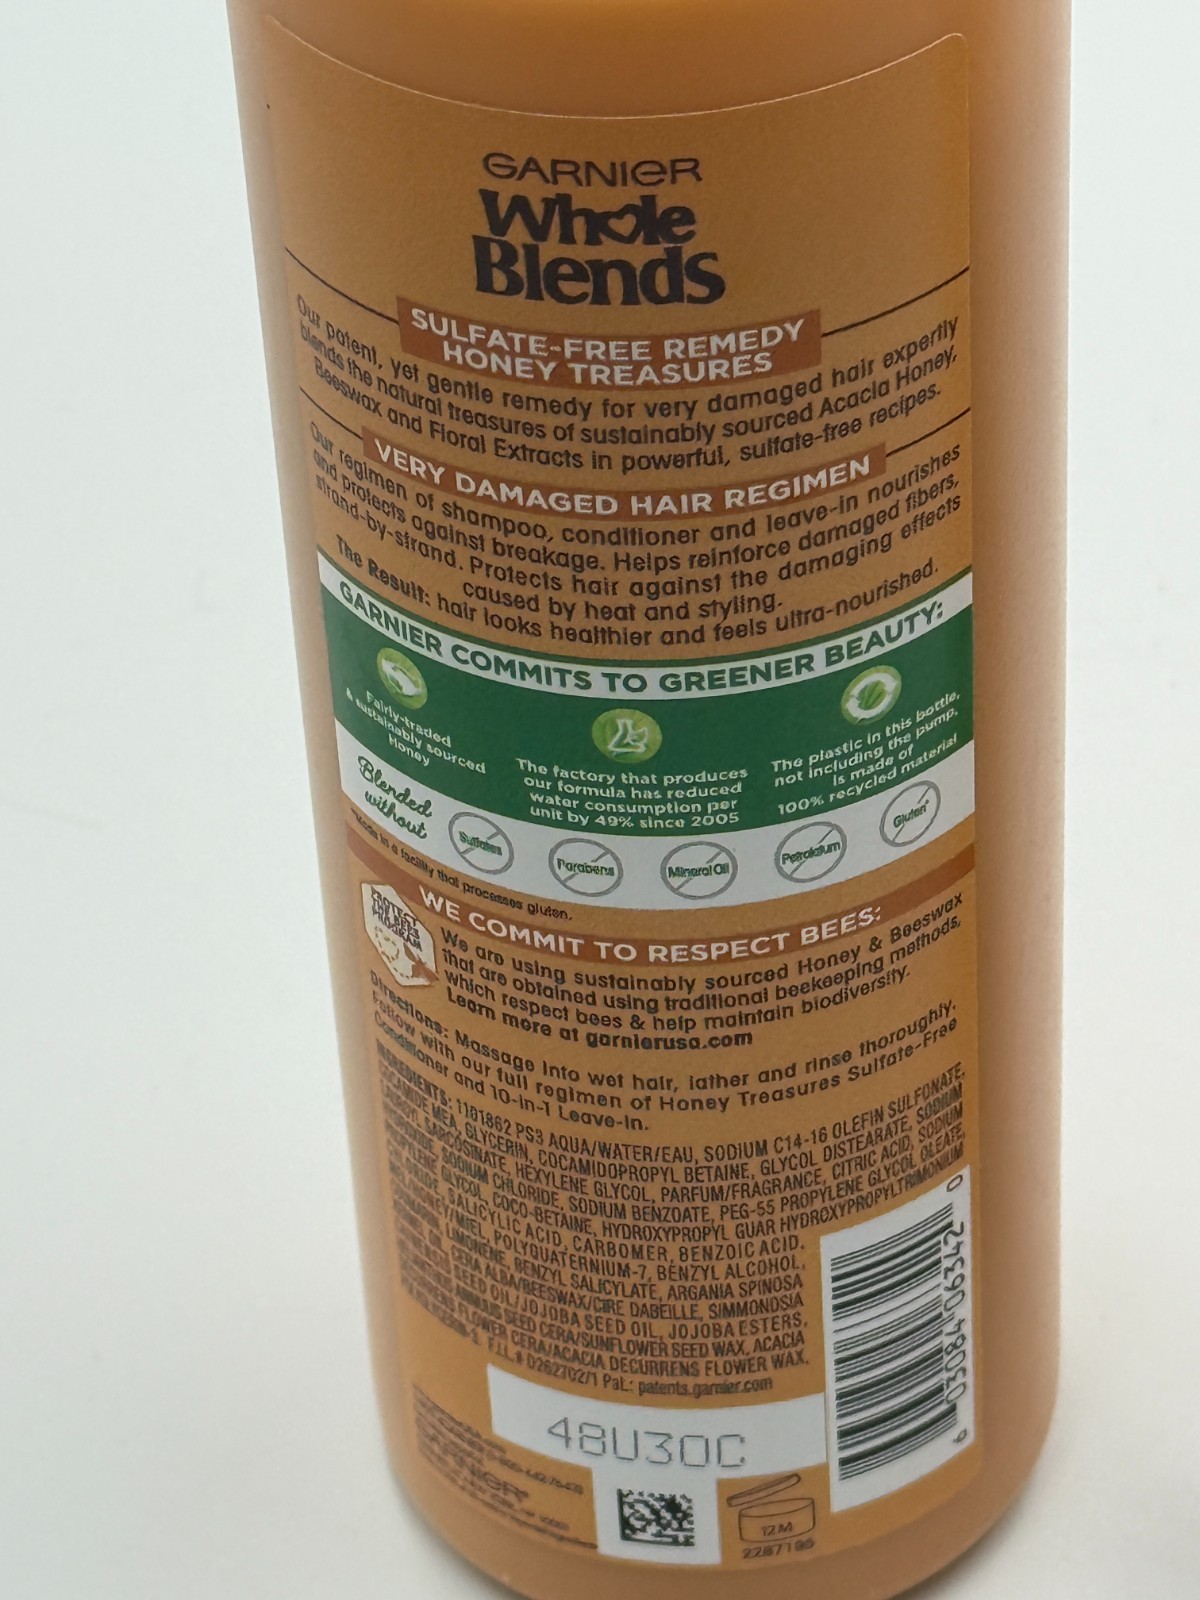 GARNIER
Whole
Blends
SULFATE-FREE REMEDY
HONEY TREASURES
Our potent, yet gentle remedy for very damaged hair expertly
blends the natural treasures of sustainably sourced Acacia Honey,
Beeswax and Floral Extracts in powerful, sulfate-free recipes.
VERY DAMAGED HAIR REGIMEN
Our regimen of shampoo, conditioner and leave-in nourishes
and protects against breakage. Helps reinforce damaged fibers,
strand-by-strand. Protects hair against the damaging effects
caused by heat and styling.
The Result: hair looks healthier and feels ultra-nourished.
GARNIER COMMITS TO GREENER BEAUTY:
Fairly-traded
& sustainably sourced
Honey
The factory that produces
our formula has reduced
water consumption per
unit by 49% since 2005
The plastic in this bottle,
not including the pump,
is made of
100% recycled material
Blended
without
Sulfates
Parabens
Mineral Oil
Petrolatum
Gluten*
*Made in a facility that processes gluten.
WE COMMIT TO RESPECT BEES:
PROTECT
THE BEES
PROGRAM
We are using sustainably sourced Honey & Beeswax
that are obtained using traditional beekeeping methods,
which respect bees & help maintain biodiversity.
Learn more at garnierusa.com
Directions: Massage into wet hair, lather and rinse thoroughly.
Follow with our full regimen of Honey Treasures Sulfate-Free
Conditioner and 10-in-1 Leave-in.
INGREDIENTS: 1101862 PS3 AQUA/WATER/EAU, SODIUM C14-16 OLEFIN SULFONATE,
COCAMIDE MEA, GLYCERIN, COCAMIDOPROPYL BETAINE, GLYCOL DISTEARATE, SODIUM
LAUROYL SARCOSINATE, HEXYLENE GLYCOL, PARFUM/FRAGRANCE, CITRIC ACID, SODIUM
HYDROXIDE, SODIUM CHLORIDE, SODIUM BENZOATE, PEG-55 PROPYLENE GLYCOL OLEATE,
PROPYLENE GLYCOL, COCO-BETAINE, HYDROXYPROPYL GUAR HYDROXYPROPYLTRIMONIUM
CHLORIDE, SALICYLIC ACID, CARBOMER, BENZOIC ACID,
MEL/HONEY/MIEL, POLYQUATERNIUM-7, BENZYL ALCOHOL,
COUMARIN, LIMONENE, BENZYL SALICYLATE, ARGANIA SPINOSA
KERNEL OIL, CERA ALBA/BEESWAX/CIRE DABEILLE, SIMMONDSIA
CHINENSIS SEED OIL/JOJOBA SEED OIL, JOJOBA ESTERS,
HELIANTHUS ANNUUS SEED CERA/SUNFLOWER SEED WAX, ACACIA
DECURRENS FLOWER CERA/ACACIA DECURRENS FLOWER WAX,
POLYGLYCERIN-3. F.I.L.# D262702/1 Pat.: patents.garnier.com
6 03084 06342 0
48U30C
GARNIER
12M
2287195